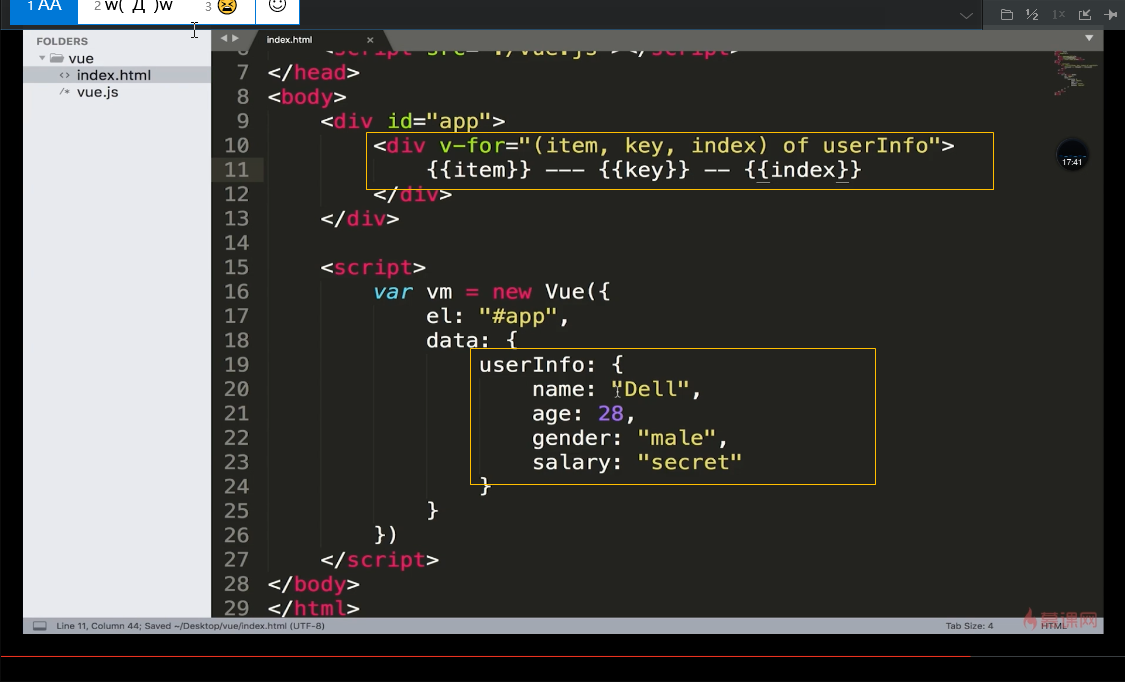 1 AA 2 w(゚Д゚)w 3
½ 1×
FOLDERS
vue
<> index.html
/* vue.js
index.html ×
7 </head>
8 <body>
9 <div id="app">
10 <div v-for="(item, key, index) of userInfo">
11 {{item}} --- {{key}} -- {{index}}
12 </div>
13 </div>
14
15 <script>
16 var vm = new Vue({
17 el: "#app",
18 data: {
19 userInfo: {
20 name: "Dell",
21 age: 28,
22 gender: "male",
23 salary: "secret"
24 }
25 }
26 })
27 </script>
28 </body>
29 </html>
17:41
Line 11, Column 44; Saved ~/Desktop/vue/index.html (UTF-8)
Tab Size: 4
HTML
慕课网